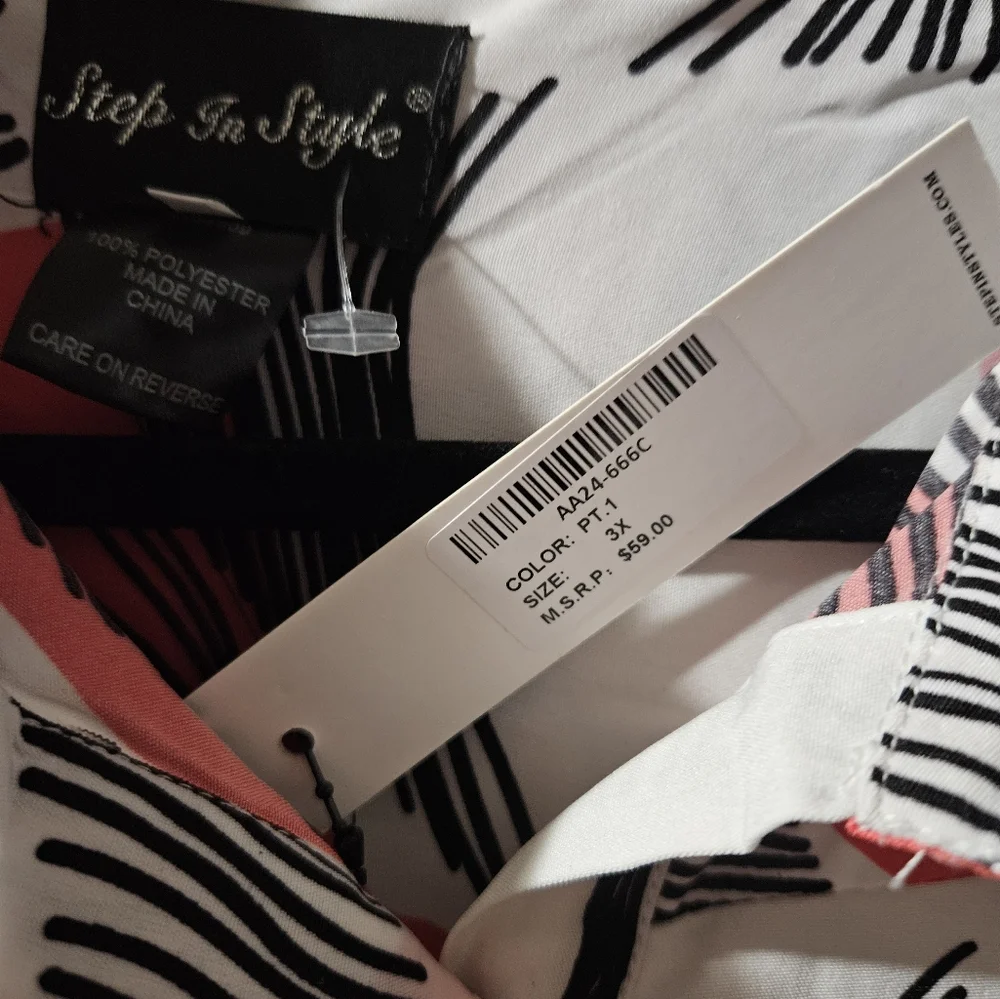 Step In Style®
100% POLYESTER
MADE IN
CHINA
CARE ON REVERSE
AA24-666C
COLOR: PT.1
SIZE: 3X
M.S.R.P: $59.00